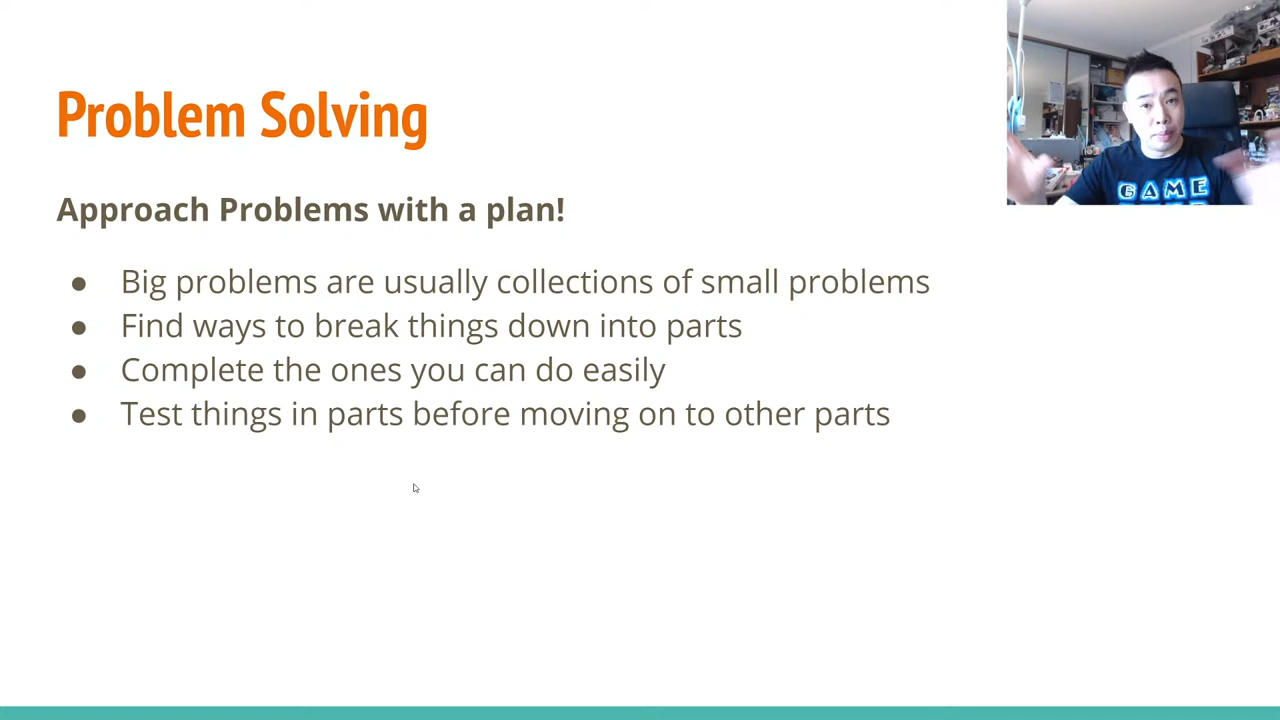 Problem Solving
Approach Problems with a plan!
● Big problems are usually collections of small problems
● Find ways to break things down into parts
● Complete the ones you can do easily
● Test things in parts before moving on to other parts
GAME